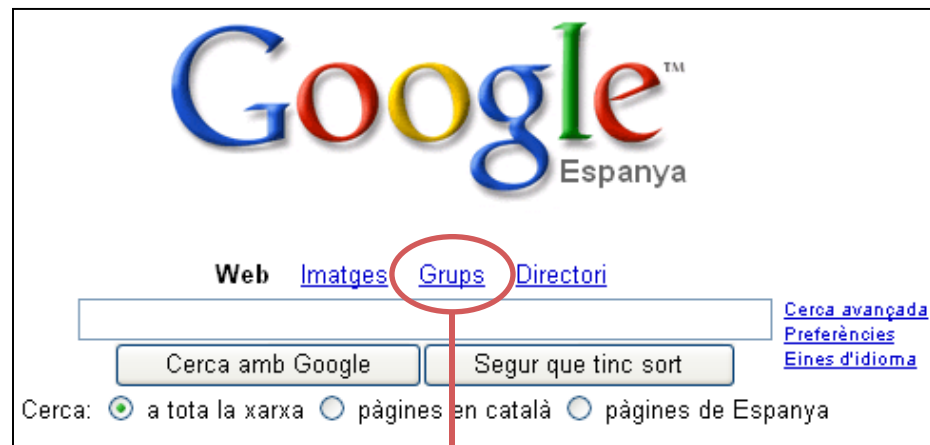 Google™
Espanya
Web Imatges Grups Directori
Cerca avançada
Preferències
Eines d'idioma
Cerca amb Google Segur que tinc sort
Cerca: a tota la xarxa pàgines en català pàgines de Espanya